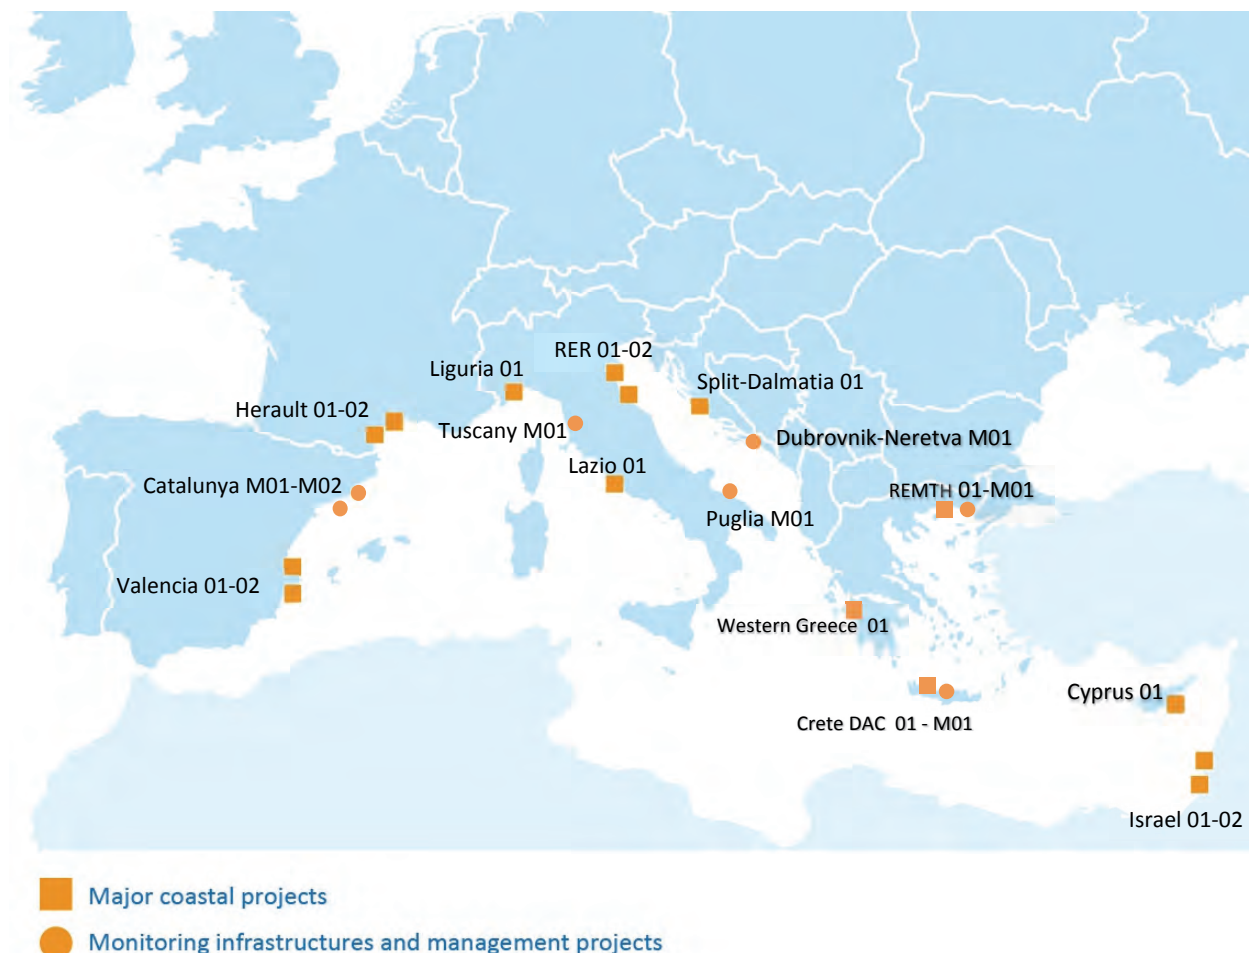 RER 01-02
Liguria 01
Split-Dalmatia 01
Herault 01-02
Tuscany M01
Dubrovnik-Neretva M01
Lazio 01
Catalunya M01-M02
REMTH 01-M01
Puglia M01
Valencia 01-02
Western Greece 01
Cyprus 01
Crete DAC 01 - M01
Israel 01-02
Major coastal projects
Monitoring infrastructures and management projects